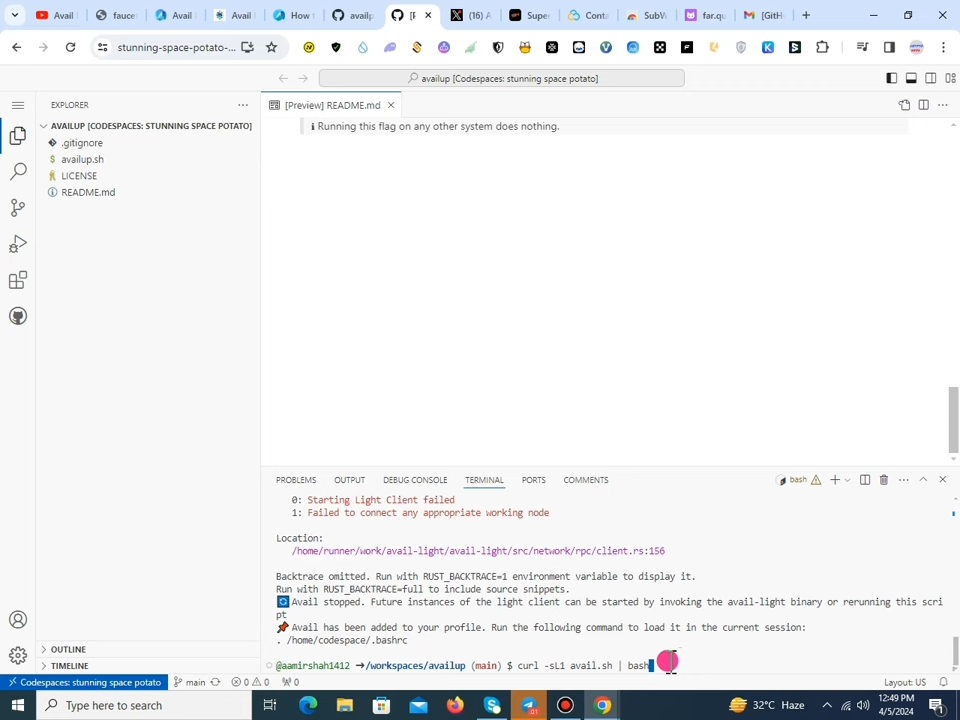 Avail
fauce
Avail
Avail
How t
availp
[F
(16) A
Super
Conta
SubW
far.qu
[GitH
stunning-space-potato-...
availup [Codespaces: stunning space potato]
EXPLORER
[Preview] README.md
AVAILUP [CODESPACES: STUNNING SPACE POTATO]
.gitignore
$ availup.sh
LICENSE
README.md
ℹ Running this flag on any other system does nothing.
PROBLEMS OUTPUT DEBUG CONSOLE TERMINAL PORTS COMMENTS
bash
0: Starting Light Client failed
1: Failed to connect any appropriate working node
Location:
/home/runner/work/avail-light/avail-light/src/network/rpc/client.rs:156
Backtrace omitted. Run with RUST_BACKTRACE=1 environment variable to display it.
Run with RUST_BACKTRACE=full to include source snippets.
🔄 Avail stopped. Future instances of the light client can be started by invoking the avail-light binary or rerunning this scri
pt
📌 Avail has been added to your profile. Run the following command to load it in the current session:
. /home/codespace/.bashrc
@aamirshah1412 ➜/workspaces/availup (main) $ curl -sL1 avail.sh | bash
OUTLINE
TIMELINE
Codespaces: stunning space potato
main
0 0
0
Layout: US
Type here to search
32°C Haze
12:49 PM
4/5/2024